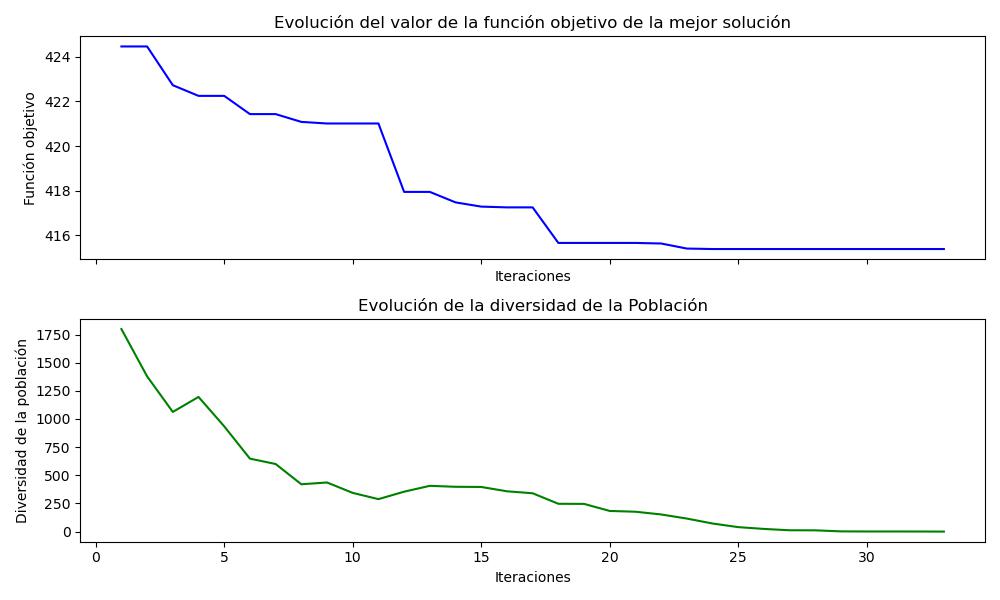 Evolución del valor de la función objetivo de la mejor solución
Función objetivo
424
422
420
418
416
Iteraciones
Evolución de la diversidad de la Población
Diversidad de la población
1750
1500
1250
1000
750
500
250
0
0 5 10 15 20 25 30
Iteraciones